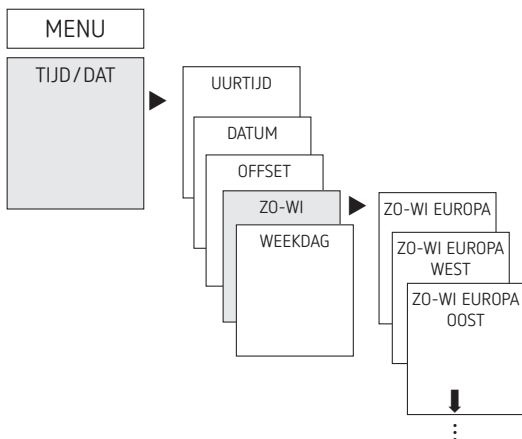 MENU
TIJD/DAT
UURTIJD
DATUM
OFFSET
ZO-WI
WEEKDAG
ZO-WI EUROPA
ZO-WI EUROPA
WEST
ZO-WI EUROPA
OOST